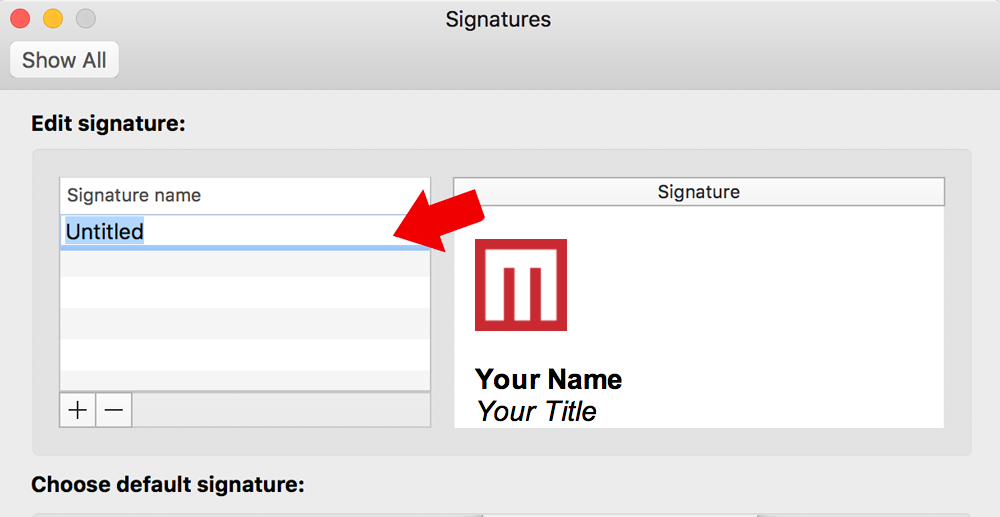 Signatures
Show All
Edit signature:
Signature name
Signature
Untitled
Your Name
Your Title
Choose default signature: